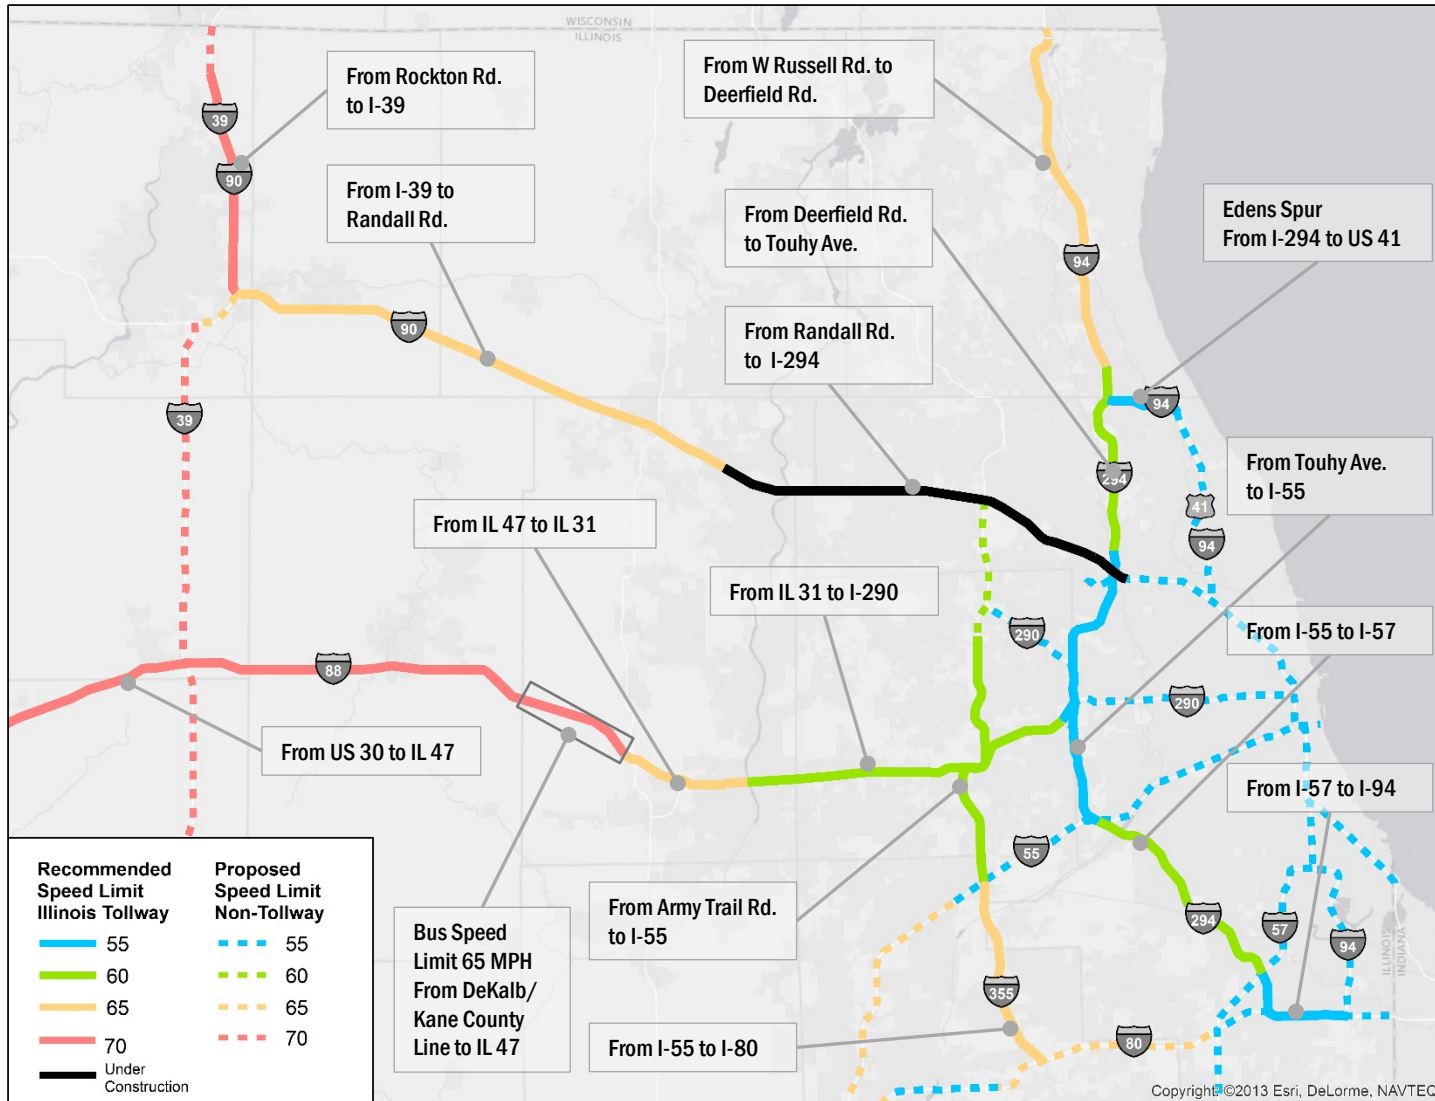 WISCONSIN
ILLINOIS
From Rockton Rd.
to I-39
From W Russell Rd. to
Deerfield Rd.
39
90
From I-39 to
Randall Rd.
From Deerfield Rd.
to Touhy Ave.
Edens Spur
From I-294 to US 41
94
90
From Randall Rd.
to I-294
94
39
From Touhy Ave.
to I-55
294
41
94
From IL 47 to IL 31
From IL 31 to I-290
290
From I-55 to I-57
88
290
From US 30 to IL 47
From I-57 to I-94
55
Recommended
Speed Limit
Illinois Tollway
55
60
65
70
Under
Construction
Proposed
Speed Limit
Non-Tollway
55
60
65
70
Bus Speed
Limit 65 MPH
From DeKalb/
Kane County
Line to IL 47
From Army Trail Rd.
to I-55
294
57
94
ILLINOIS
INDIANA
355
From I-55 to I-80
80
Copyright: ©2013 Esri, DeLorme, NAVTEQ